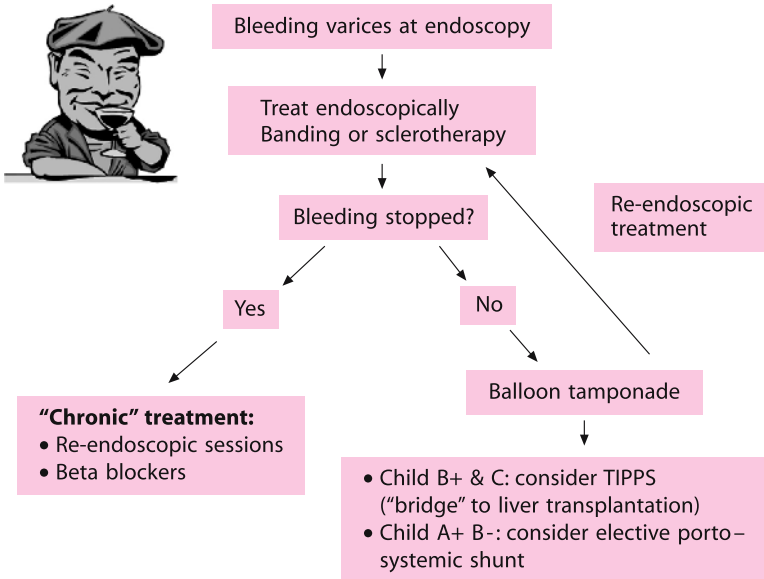 Bleeding varices at endoscopy
Treat endoscopically
Banding or sclerotherapy
Bleeding stopped?
Re-endoscopic
treatment
Yes
No
Balloon tamponade
“Chronic” treatment:
• Re-endoscopic sessions
• Beta blockers
• Child B+ & C: consider TIPPS
(“bridge” to liver transplantation)
• Child A+ B-: consider elective porto–
systemic shunt